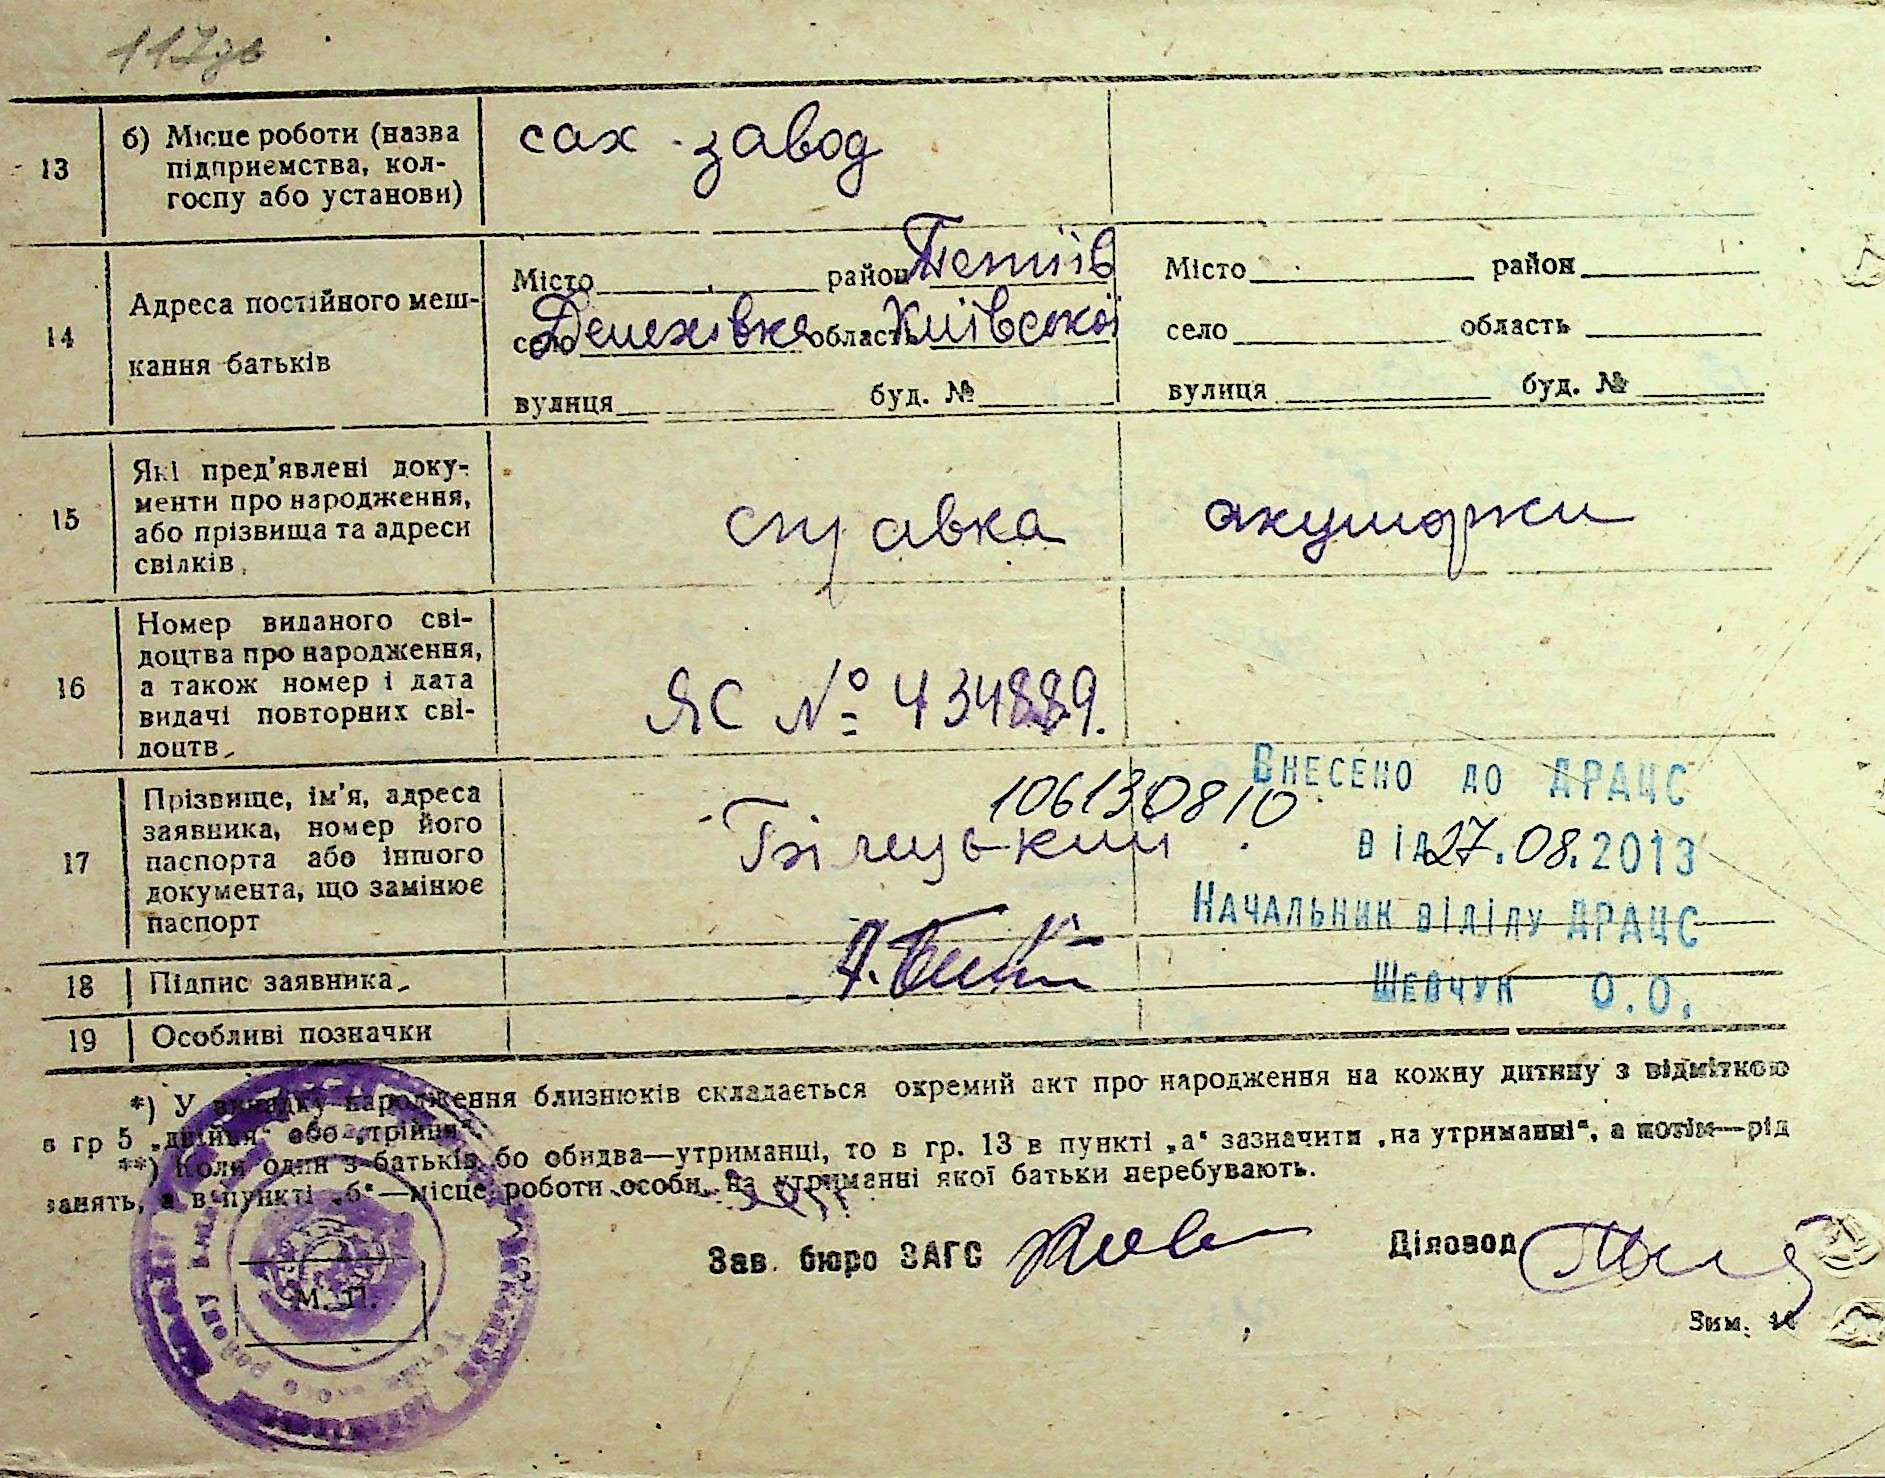 117зв
13
б) Місце роботи (назва
підприємства, кол-
госпу або установи)
сах. завод
14
Адреса постійного меш-
кання батьків
Місто район Тетіїв
село Денехівка область Київської
вулиця буд. №
Місто район
село область
вулиця буд. №
15
Які пред'явлені доку-
менти про народження,
або прізвища та адреси
свілків.
справка акушорки
16
Номер виданого сві-
доцтва про народження,
а також номер і дата
видачі повторних сві-
доцтв
ЯС № 434889.
17
Прізвище, ім'я, адреса
заявника, номер його
паспорта або іншого
документа, що замінює
паспорт
1061308 10
Білецький
Внесено до ДРАЦС
від 27.08.2013
Начальник відділу ДРАЦС
Шевчук О.О.
18
Підпис заявника
19
Особливі позначки
*) У випадку народження близнюків складається окремий акт про народження на кожну дитину з відміткою
в гр 5 „двійня“ або „трійня“.
**) Коли один з батьків бо обидва—утриманці, то в гр. 13 в пункті „а“ зазначити „на утриманні“, а потім—рід
занять, а в пункті „б“—місце роботи особи, на утриманні якої батьки перебувають.
Зав. бюро ЗАГС
Діловод
М. П.
Зим.